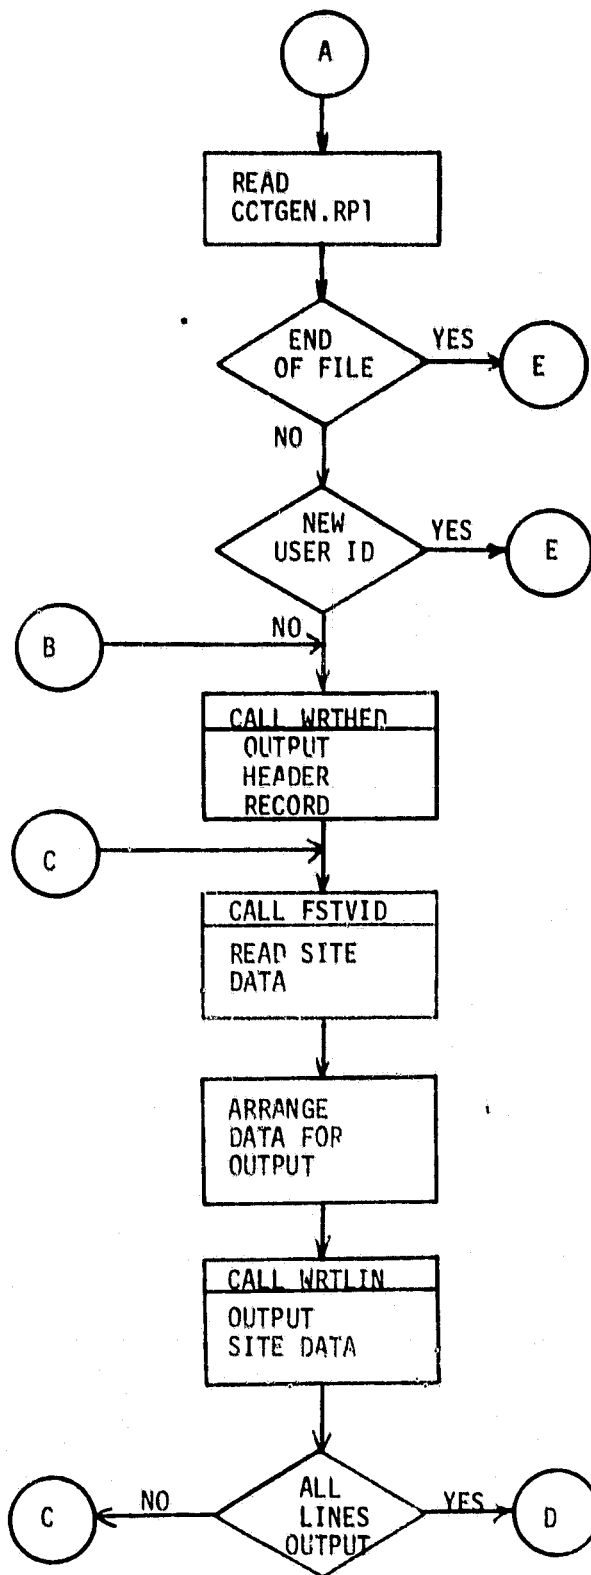 A
READ
CCTGEN.RP1
END
OF FILE
YES
E
NO
NEW
USER ID
YES
E
NO
B
CALL WRTHED
OUTPUT
HEADER
RECORD
C
CALL FSTVID
READ SITE
DATA
ARRANGE
DATA FOR
OUTPUT
CALL WRTLIN
OUTPUT
SITE DATA
C
NO
ALL
LINES
OUTPUT
YES
D